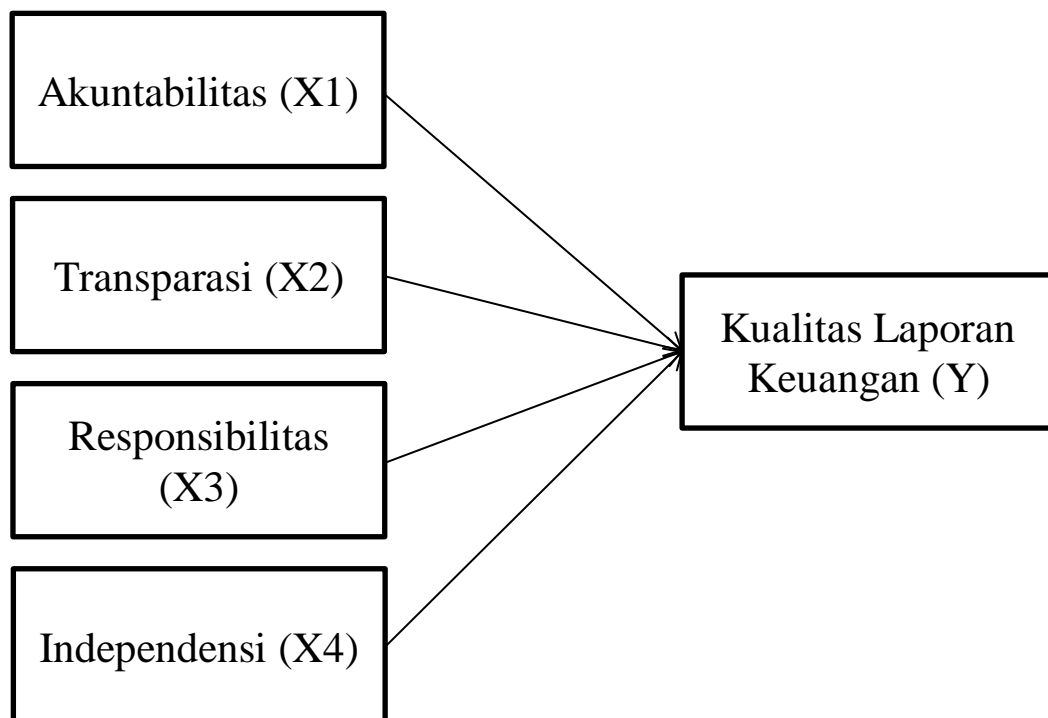 Akuntabilitas (X1)
Transparasi (X2)
Responsibilitas
(X3)
Independensi (X4)
Kualitas Laporan
Keuangan (Y)